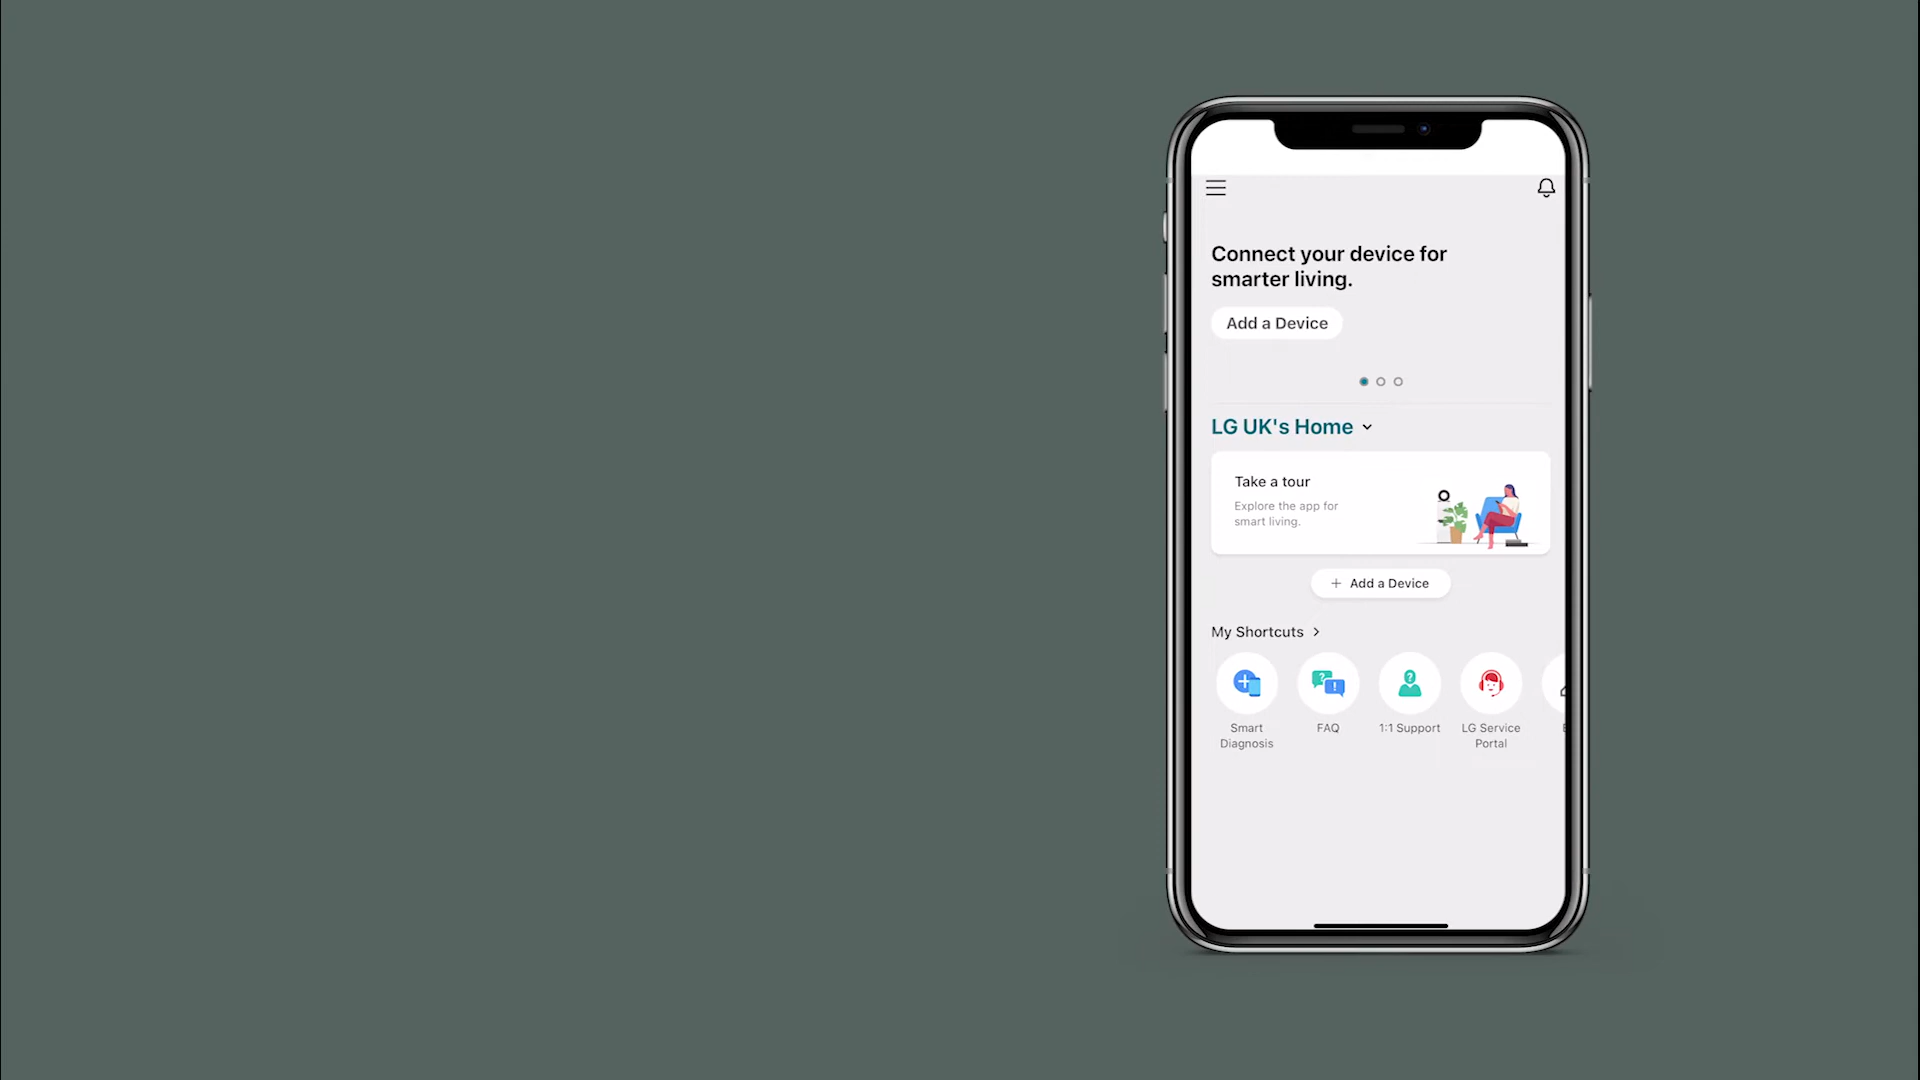 Connect your device for
smarter living.
Add a Device
LG UK's Home
Take a tour
Explore the app for
smart living.
+ Add a Device
My Shortcuts >
Smart
Diagnosis
FAQ
1:1 Support
LG Service
Portal